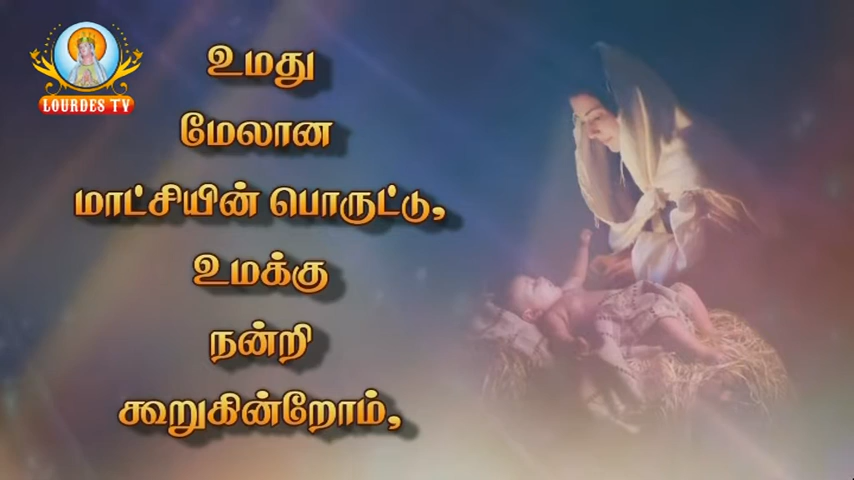 LOURDES TV
உமது
மேலான
மாட்சியின் பொருட்டு,
உமக்கு
நன்றி
கூறுகின்றோம்,